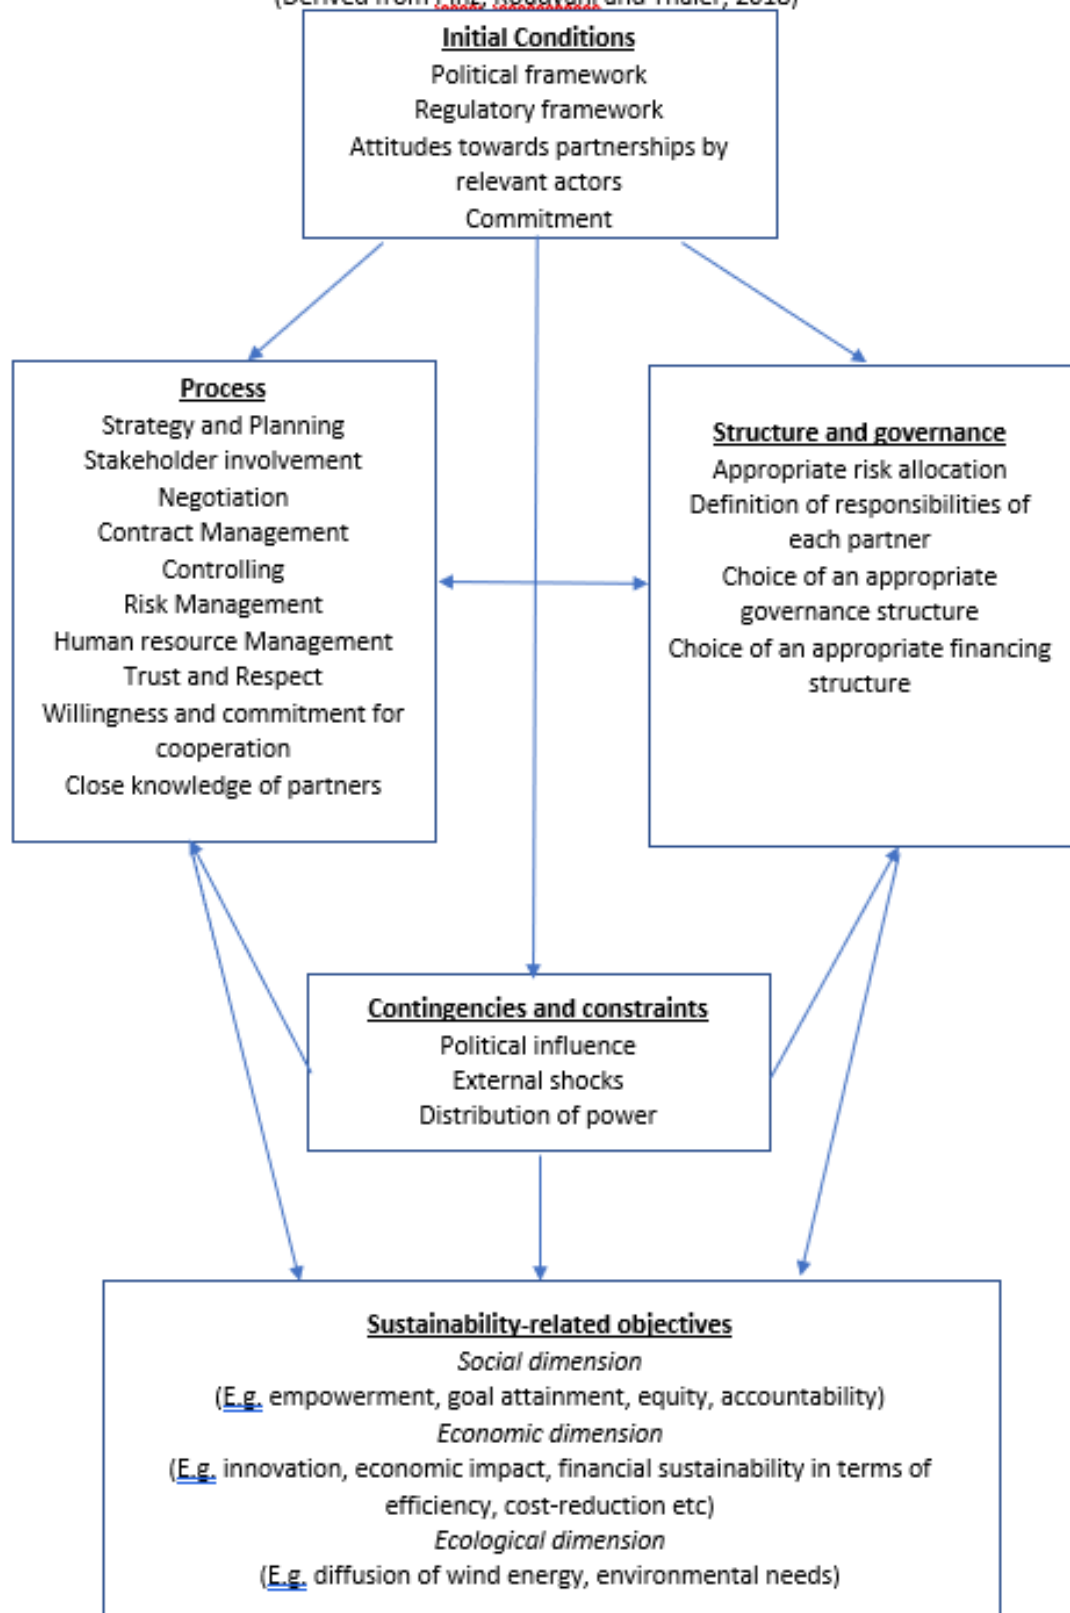 (Derived from and Thaler, 2018)
Initial Conditions
Political framework
Regulatory framework
Attitudes towards partnerships by
relevant actors
Commitment
Process
Strategy and Planning
Stakeholder involvement
Negotiation
Contract Management
Controlling
Risk Management
Human resource Management
Trust and Respect
Willingness and commitment for
cooperation
Close knowledge of partners
Structure and governance
Appropriate risk allocation
Definition of responsibilities of
each partner
Choice of an appropriate
governance structure
Choice of an appropriate financing
structure
Contingencies and constraints
Political influence
External shocks
Distribution of power
Sustainability-related objectives
Social dimension
(E.g. empowerment, goal attainment, equity, accountability)
Economic dimension
(E.g. innovation, economic impact, financial sustainability in terms of
efficiency, cost-reduction etc)
Ecological dimension
(E.g. diffusion of wind energy, environmental needs)